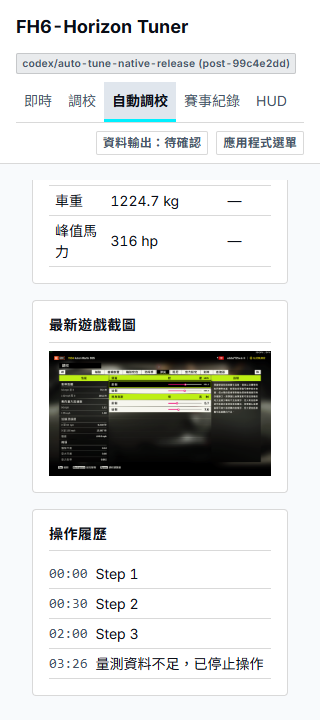 FH6-Horizon Tuner
codex/auto-tune-native-release (post-99c4e2dd)
即時 調校 自動調校 賽事紀錄 HUD
資料輸出：待確認 應用程式選單
車重 1224.7 kg —
峰值馬力 316 hp —
最新遊戲截圖
操作履歷
00:00 Step 1
00:30 Step 2
02:00 Step 3
03:26 量測資料不足，已停止操作